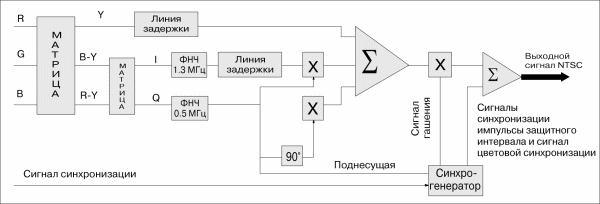 R
Y
Линия
задержки
G
МАТРИЦА
B-Y
МАТРИЦА
I
ФНЧ
1.3 МГц
Линия
задержки
X
Σ
X
Σ
Выходной
сигнал NTSC
B
R-Y
Q
ФНЧ
0.5 МГц
X
Сигнал
гашения
Сигналы
синхронизации
импульсы защитного
интервала и сигнал
цветовой синхронизации
90°
Поднесущая
Сигнал синхронизации
Синхро-
генератор